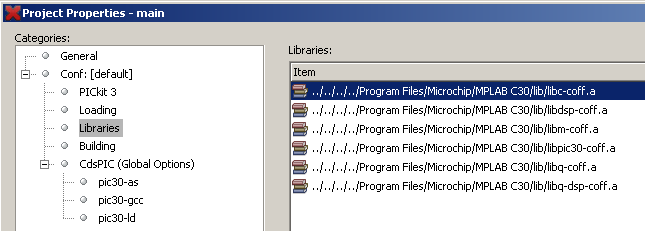 Project Properties - main
Categories:
General
Conf: [default]
PICkit 3
Loading
Libraries
Building
CdsPIC (Global Options)
pic30-as
pic30-gcc
pic30-ld
Libraries:
Item
../../../../Program Files/Microchip/MPLAB C30/lib/libc-coff.a
../../../../Program Files/Microchip/MPLAB C30/lib/libdsp-coff.a
../../../../Program Files/Microchip/MPLAB C30/lib/libm-coff.a
../../../../Program Files/Microchip/MPLAB C30/lib/libpic30-coff.a
../../../../Program Files/Microchip/MPLAB C30/lib/libq-coff.a
../../../../Program Files/Microchip/MPLAB C30/lib/libq-dsp-coff.a